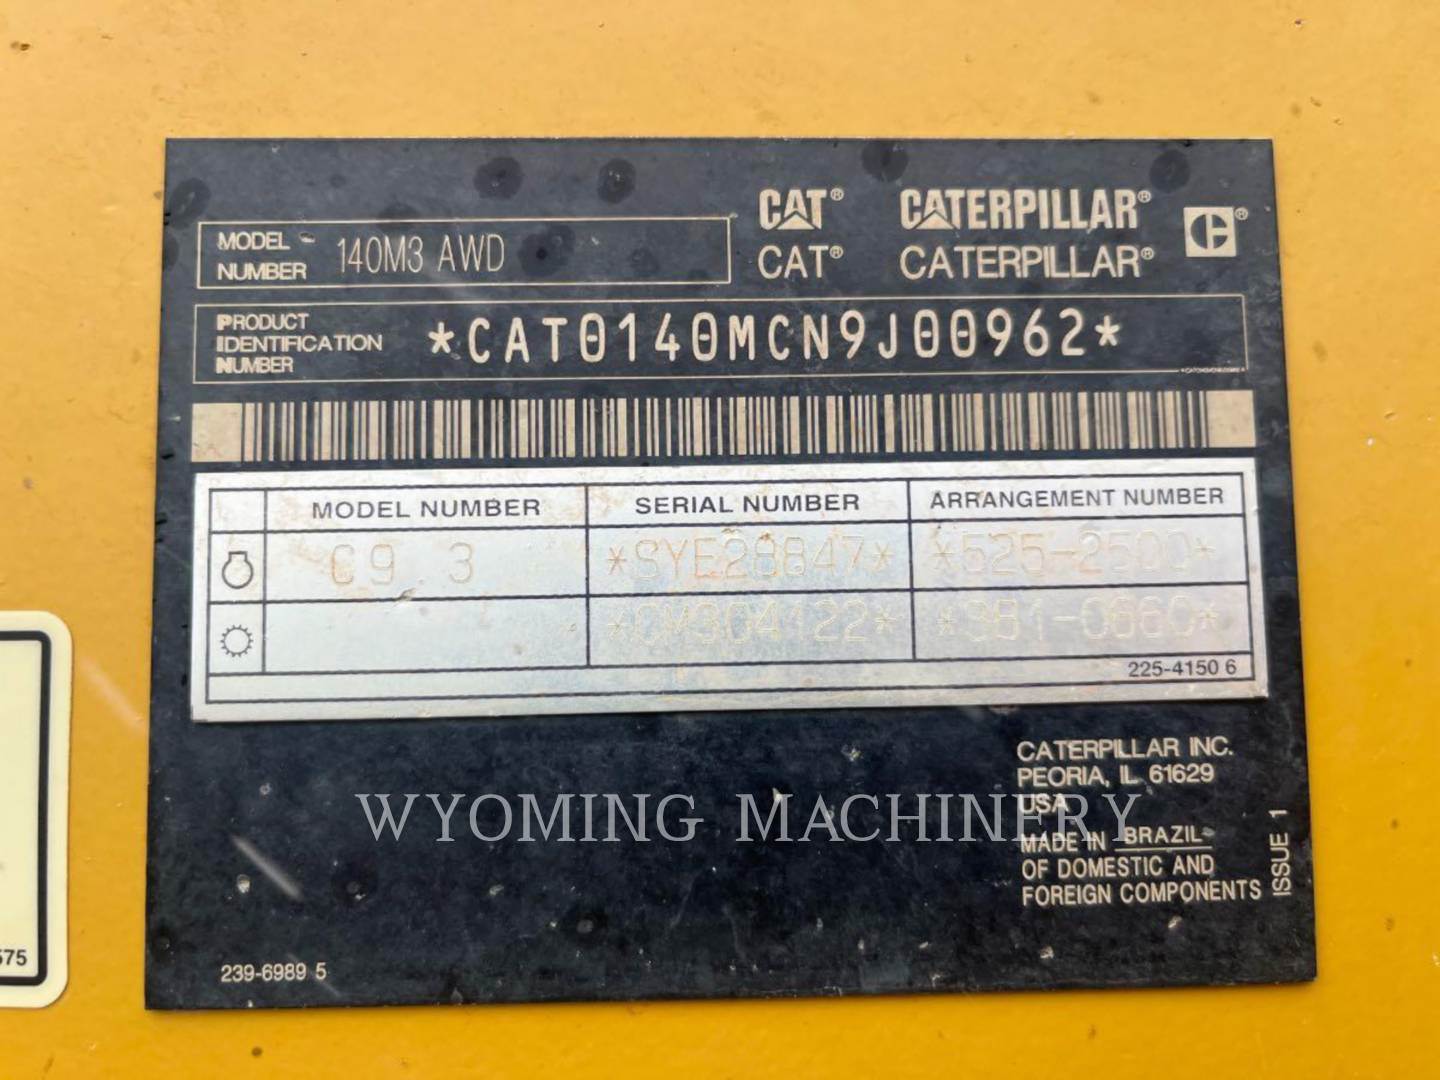 CAT® CATERPILLAR®
CAT® CATERPILLAR®
MODEL NUMBER 140M3 AWD
PRODUCT IDENTIFICATION NUMBER *CAT0140MCN9J00962*
MODEL NUMBER SERIAL NUMBER ARRANGEMENT NUMBER
C9.3 *SYE28847* *525-2500*
225-4150 6
CATERPILLAR INC.
PEORIA, IL 61629
USA
WYOMING MACHINERY
MADE IN BRAZIL
OF DOMESTIC AND
FOREIGN COMPONENTS
ISSUE 1
239-6989 5
575